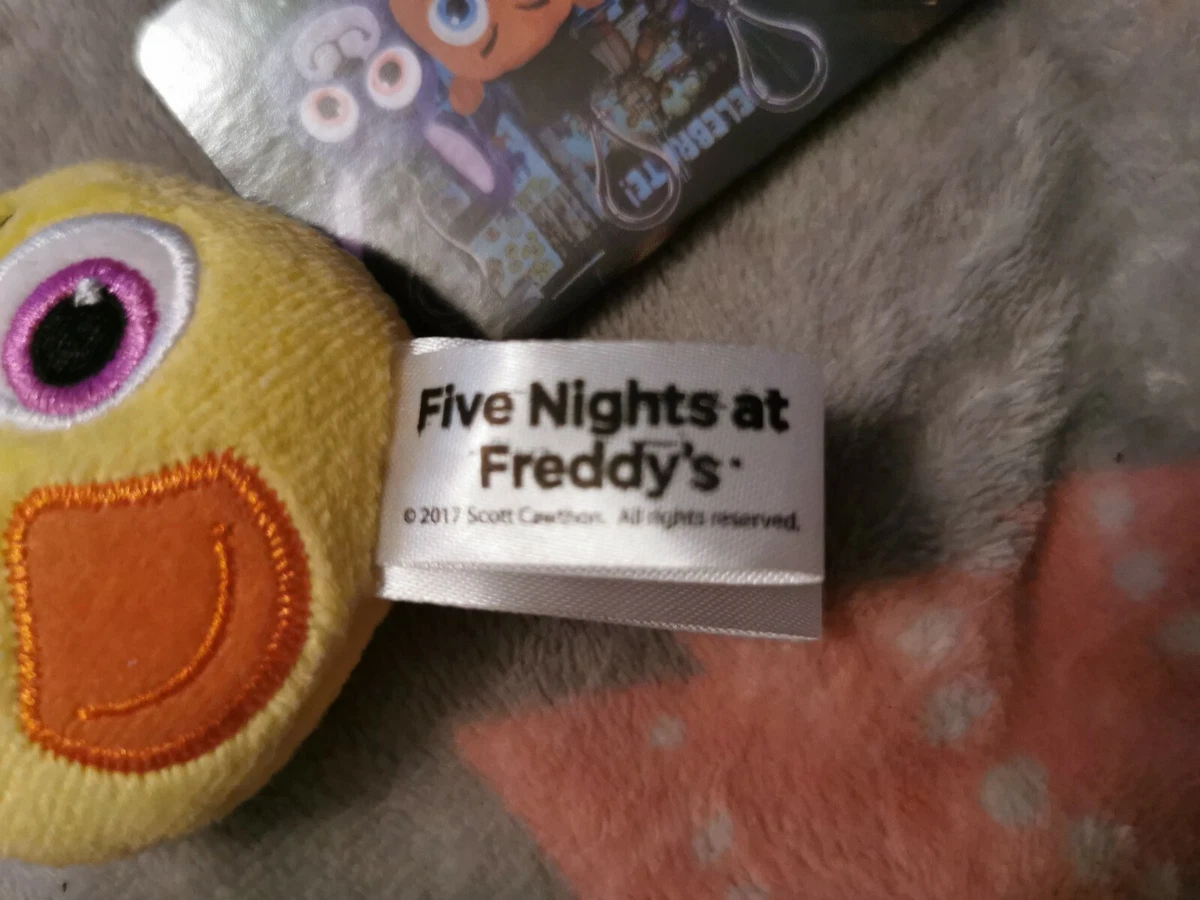 CELEBRATE!
Five Nights at
Freddy's
© 2017 Scott Cawthon. All rights reserved.